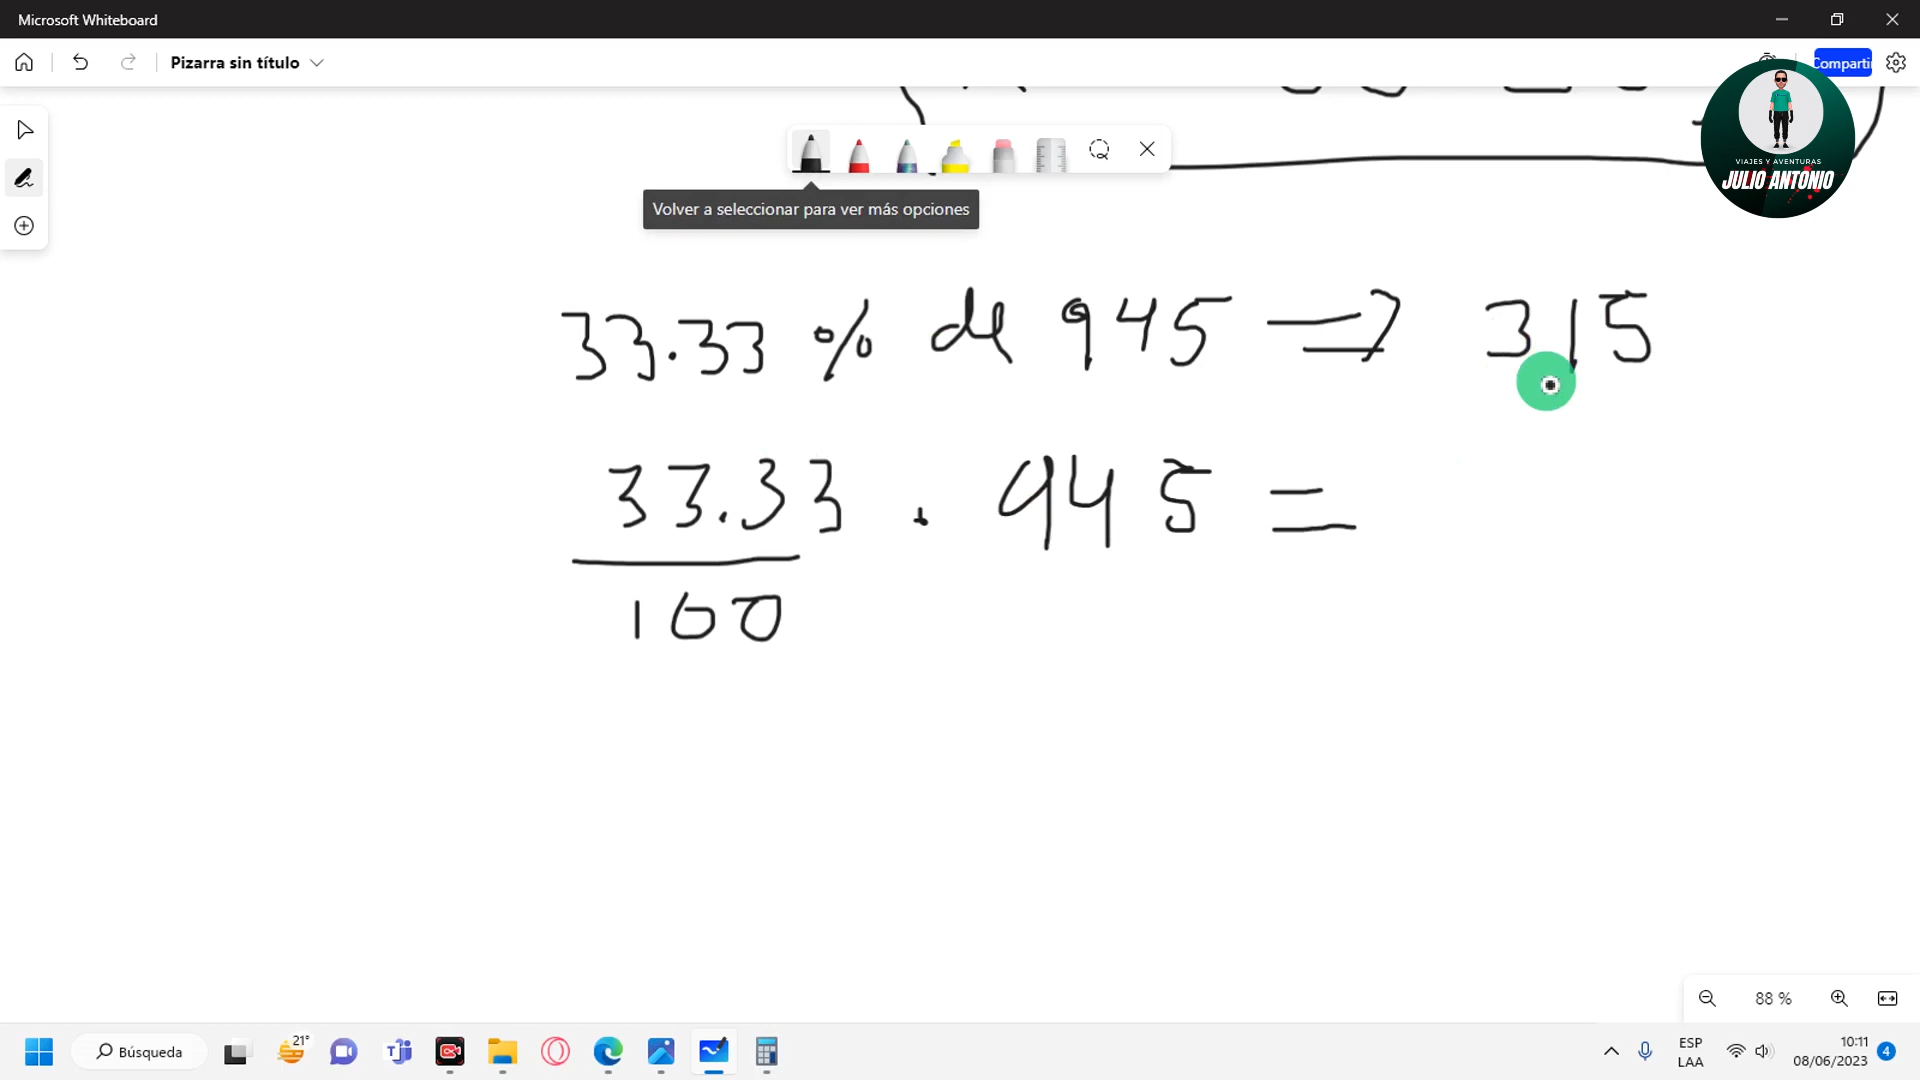 Microsoft Whiteboard
Pizarra sin título
Comparti
VIAJES Y AVENTURAS
JULIO ANTONIO
Volver a seleccionar para ver más opciones
33.33 % de 945 => 315
33.33 . 945 =
100
88 %
Búsqueda
21°
ESP
LAA
10:11
08/06/2023
4